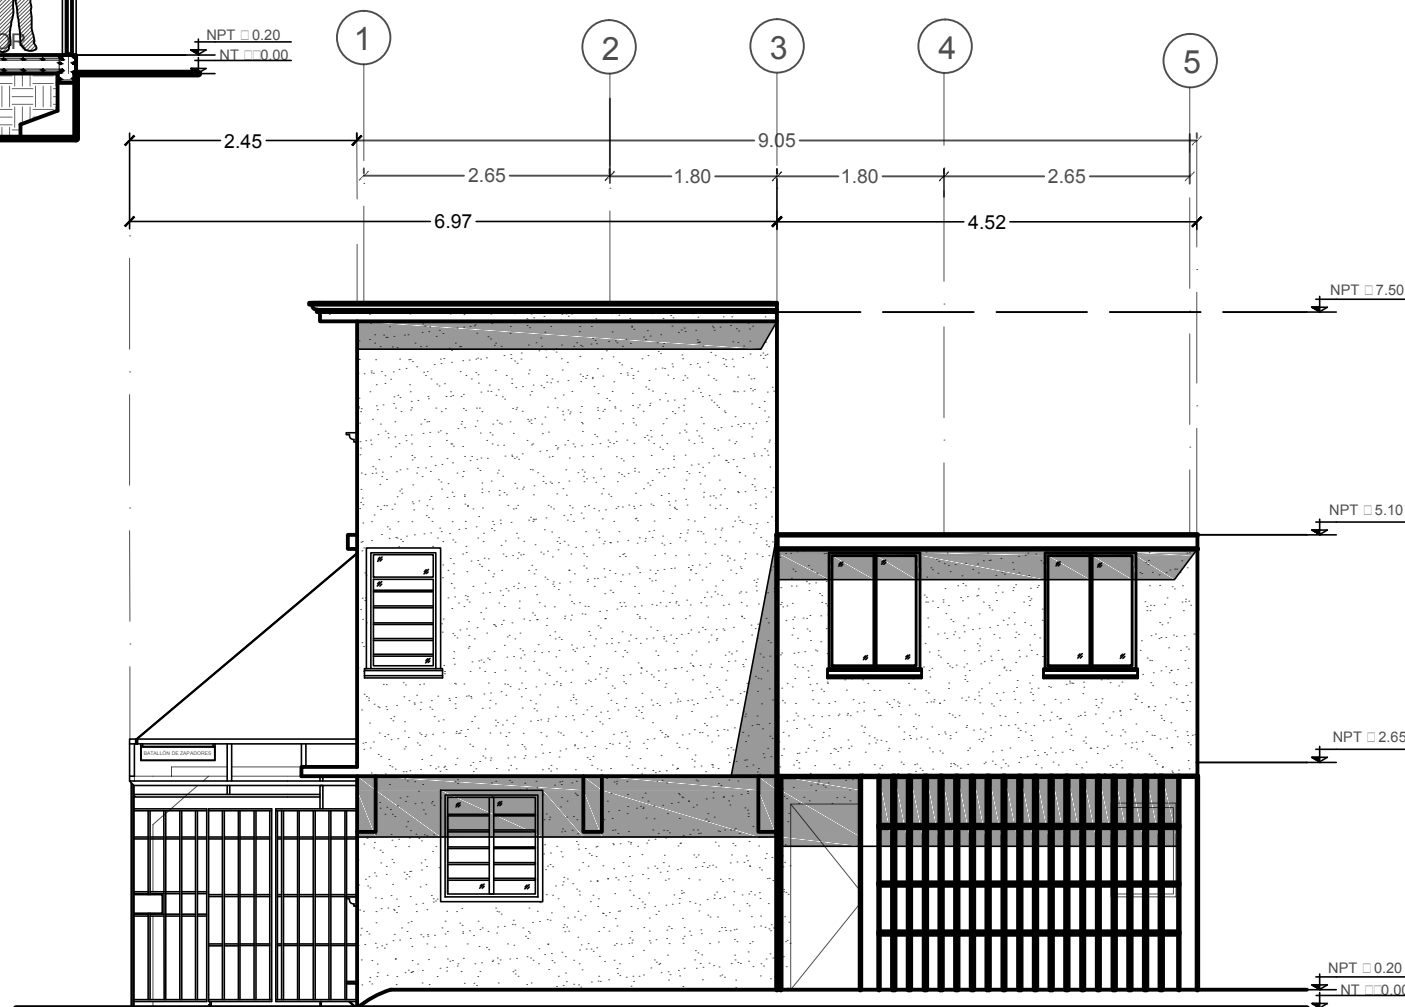 OR
NPT □ 0.20
NT □□0.00
1
2
3
4
5
2.45
9.05
2.65
1.80
1.80
2.65
6.97
4.52
NPT □ 7.50
NPT □ 5.10
BATALLÓN DE ZAPADORES
NPT □ 2.65
NPT □ 0.20
NT □□0.00